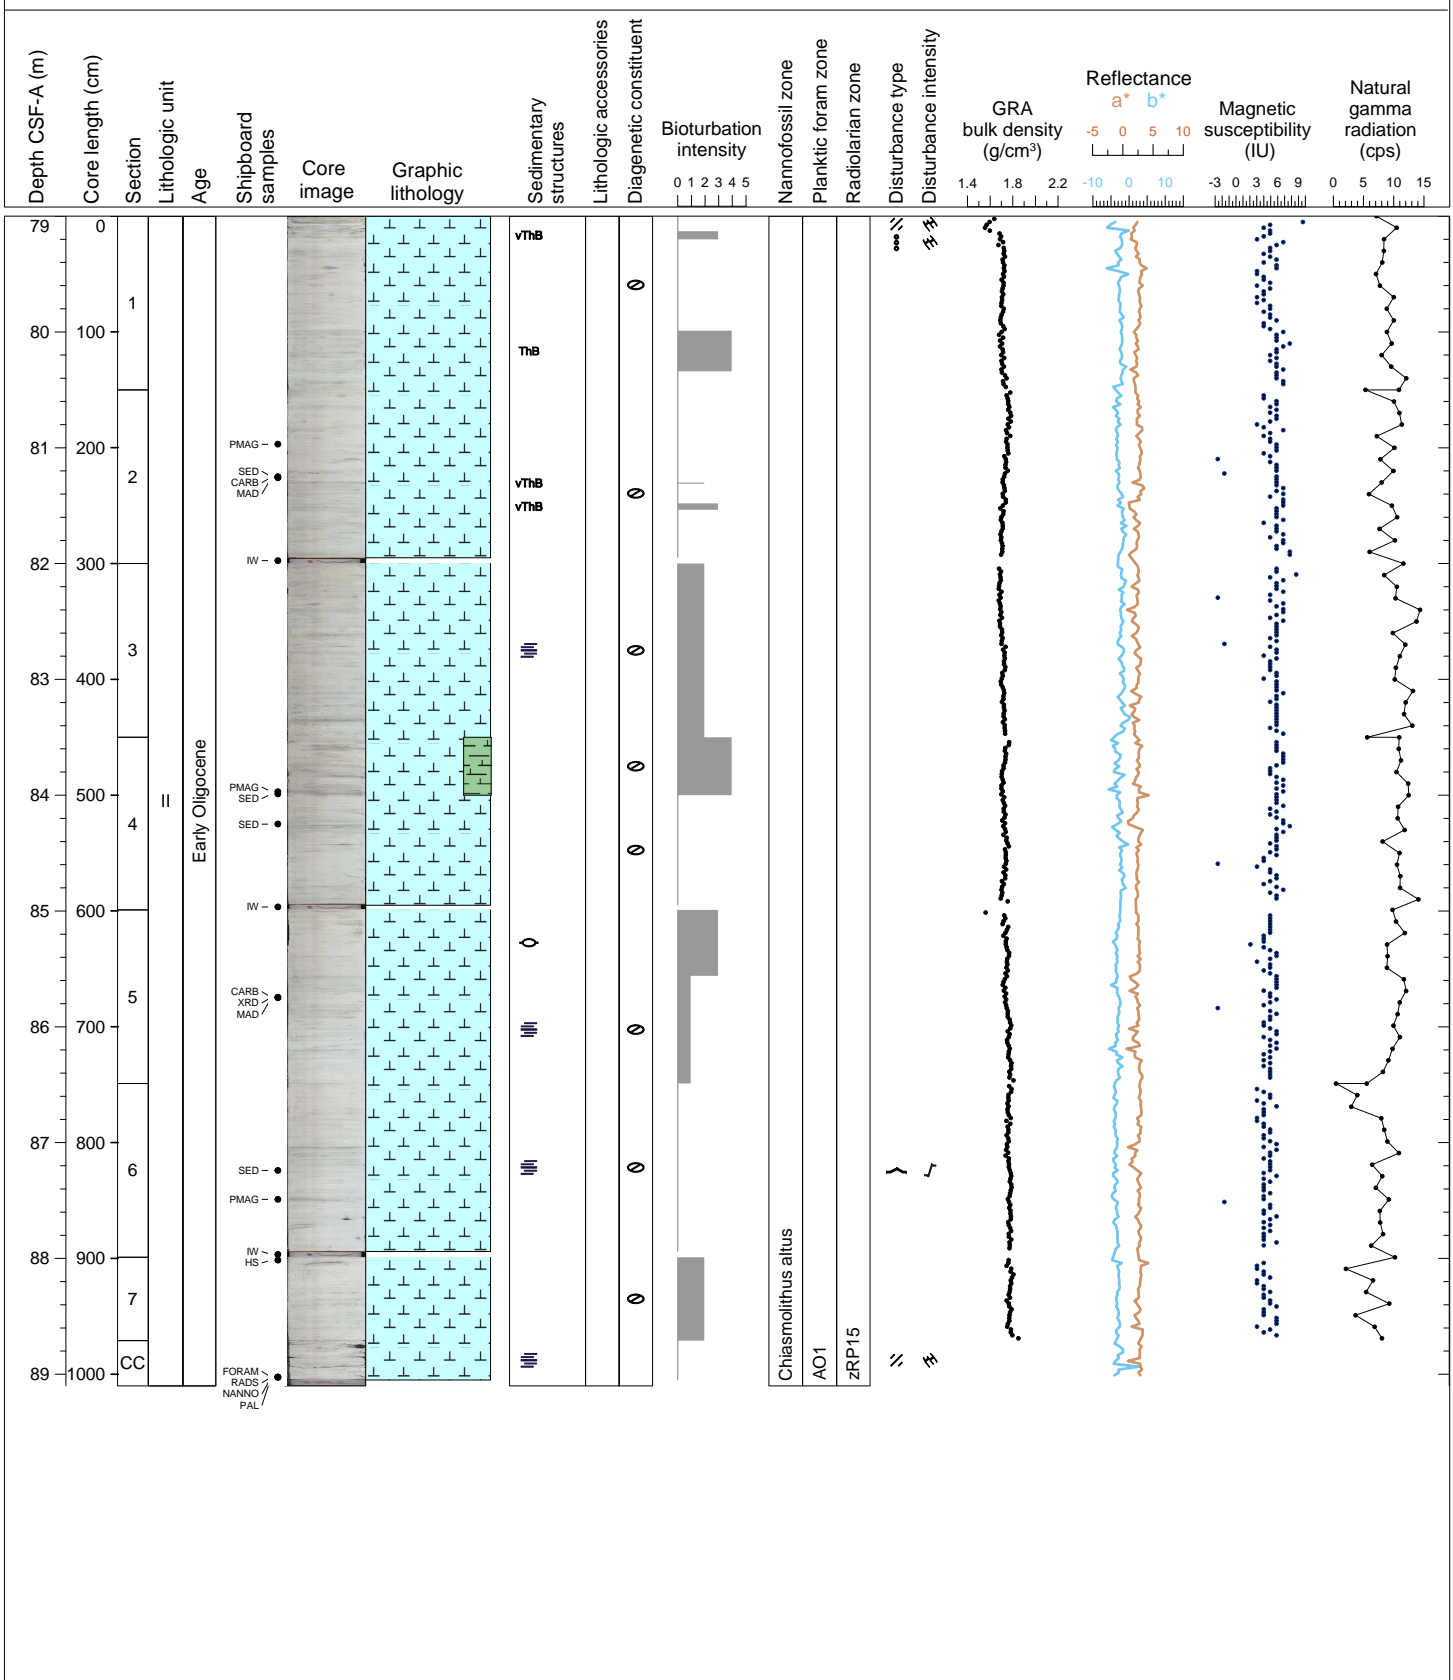 Depth CSF-A (m)
Core length (cm)
Section
Lithologic unit
Age
Shipboard
samples
Core
image
Graphic
lithology
Sedimentary
structures
Lithologic accessories
Diagenetic constituent
Bioturbation
intensity
0 1 2 3 4 5
Nannofossil zone
Planktic foram zone
Radiolarian zone
Disturbance type
Disturbance intensity
GRA
bulk density
(g/cm³)
1.4 1.8 2.2
Reflectance
a* b*
-5 0 5 10
-10 0 10
Magnetic
susceptibility
(IU)
-3 0 3 6 9
Natural
gamma
radiation
(cps)
0 5 10 15
79 0
vThB
1
80 100
ThB
PMAG
81 200
SED
2
CARB
vThB
MAD
vThB
IW
82 300
3
83 400
PMAG
84 500
SED
II
4
SED
Early Oligocene
IW
85 600
CARB
5
XRD
MAD
86 700
87 800
6
SED
PMAG
IW
88 900
HS
7
Chiasmolithus altus
AO1
zRP15
CC
FORAM
89 1000
RADS
NANNO
PAL